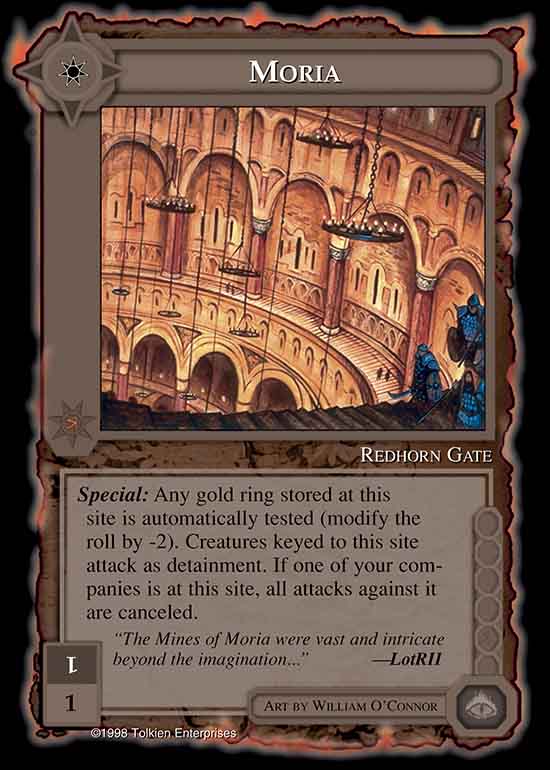 MORIA
REDHORN GATE
Special: Any gold ring stored at this
site is automatically tested (modify the
roll by -2). Creatures keyed to this site
attack as detainment. If one of your com-
panies is at this site, all attacks against it
are canceled.
“The Mines of Moria were vast and intricate
beyond the imagination...” —LotRII
1
1
ART BY WILLIAM O’CONNOR
©1998 Tolkien Enterprises